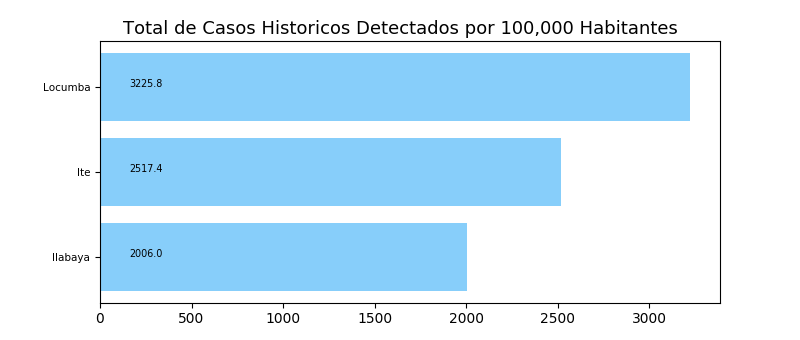 Total de Casos Historicos Detectados por 100,000 Habitantes
Locumba
3225.8
Ite
2517.4
Ilabaya
2006.0
0 500 1000 1500 2000 2500 3000